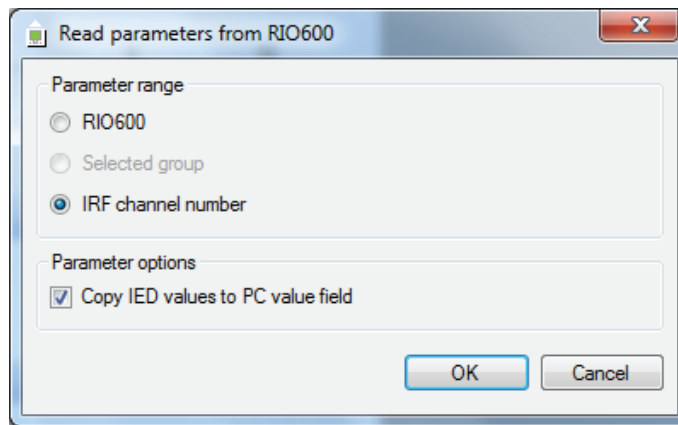 Read parameters from RIO600
Parameter range
RIO600
Selected group
IRF channel number
Parameter options
Copy IED values to PC value field
OK Cancel